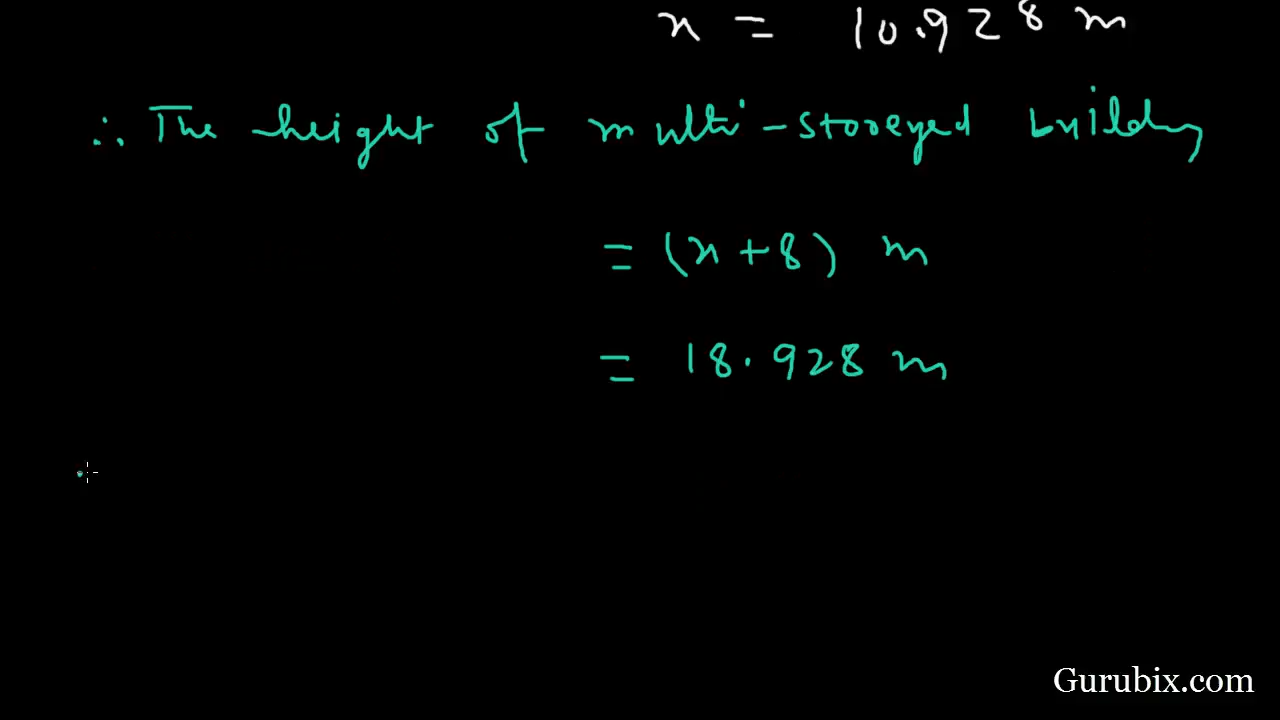 x = 10.928 m
∴ The height of multi-storeyed building
= (x + 8) m
= 18.928 m
Gurubix.com